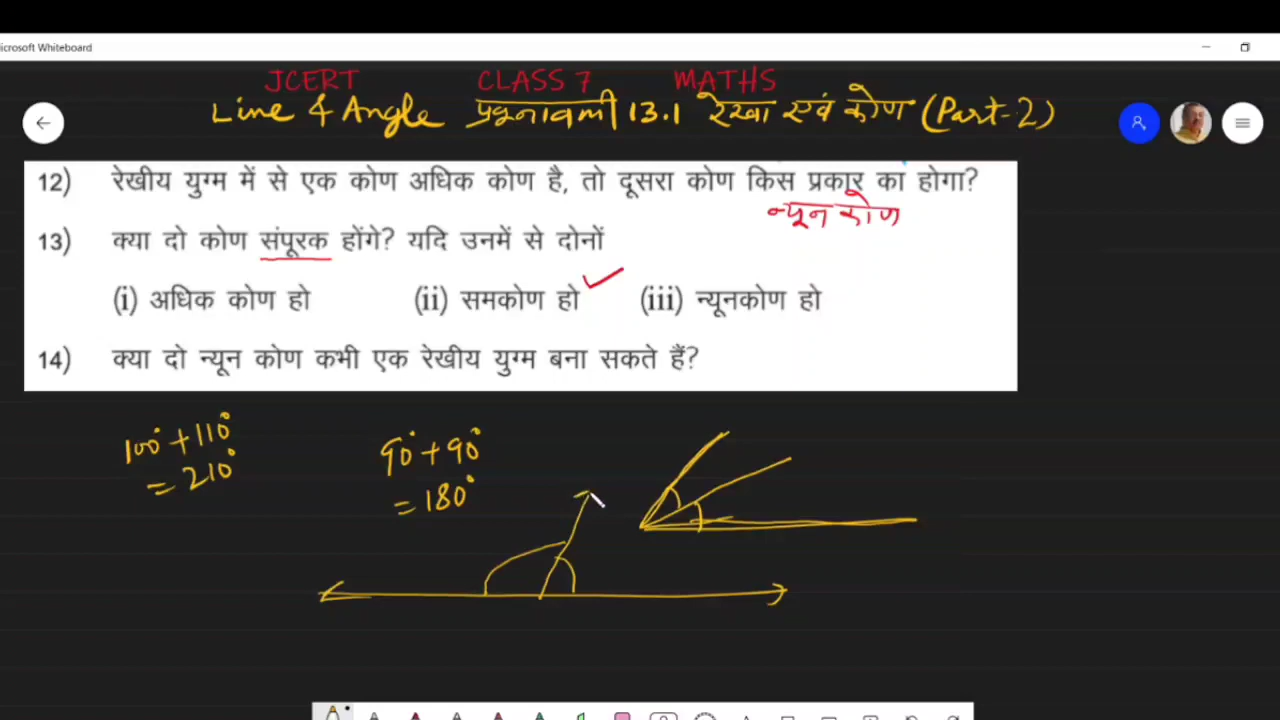 icrosoft Whiteboard
JCERT CLASS 7 MATHS
Line & Angle प्रश्नावली 13.1 रेखा एवं कोण (Part-2)
12) रेखीय युग्म में से एक कोण अधिक कोण है, तो दूसरा कोण किस प्रकार का होगा?
न्यून कोण
13) क्या दो कोण संपूरक होंगे? यदि उनमें से दोनों
(i) अधिक कोण हो (ii) समकोण हो (iii) न्यूनकोण हो
14) क्या दो न्यून कोण कभी एक रेखीय युग्म बना सकते हैं?
100° + 110°
= 210°
90° + 90°
= 180°